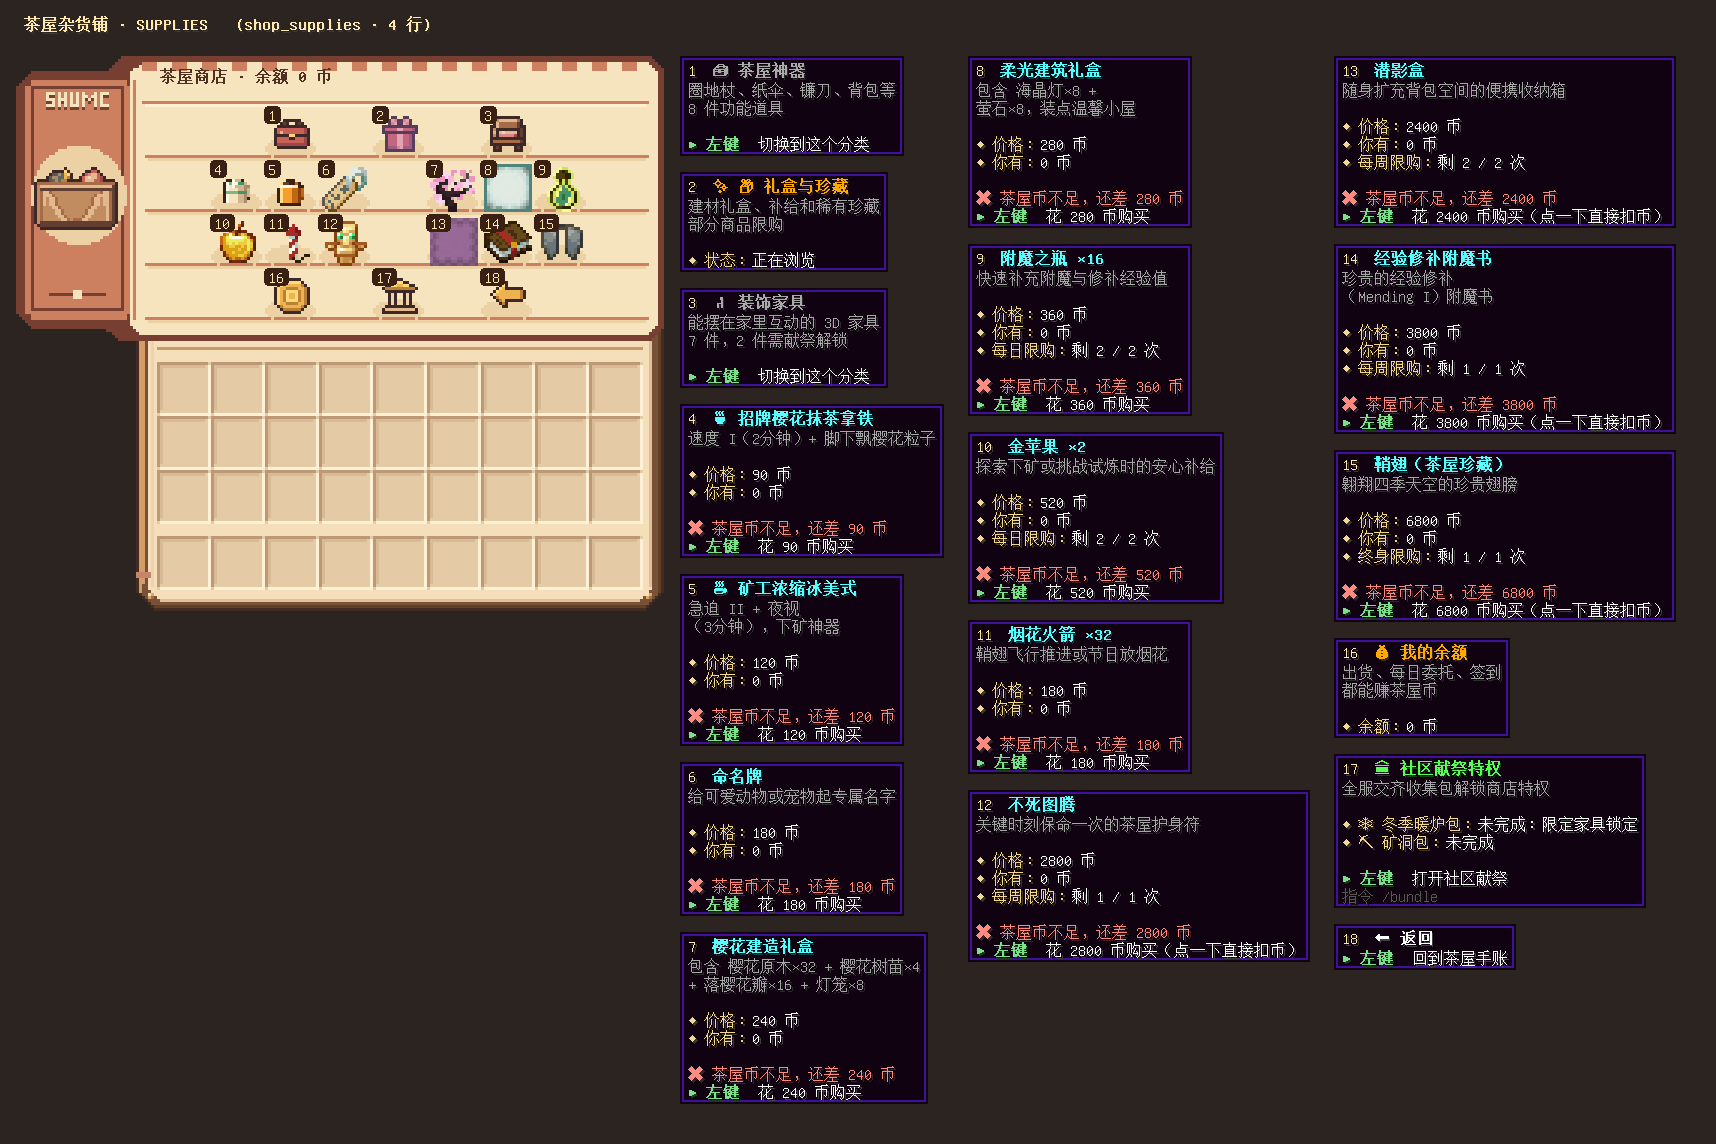 茶屋杂货铺 · SUPPLIES (shop_supplies · 4 行)
茶屋商店 · 余额 0 币
SHUMC
1
2
3
4
5
6
7
8
9
10
11
12
13
14
15
16
17
18
1 茶屋神器
圈地杖、纸伞、镰刀、背包等
8 件功能道具
左键 切换到这个分类
2 礼盒与珍藏
建材礼盒、补给和稀有珍藏
部分商品限购
状态：正在浏览
3 装饰家具
能摆在家里互动的 3D 家具
7 件，2 件需献祭解锁
左键 切换到这个分类
4 招牌樱花抹茶拿铁
速度 I（2分钟）+ 脚下飘樱花粒子
价格：90 币
你有：0 币
茶屋币不足，还差 90 币
左键 花 90 币购买
5 矿工浓缩冰美式
急迫 II + 夜视
（3分钟），下矿神器
价格：120 币
你有：0 币
茶屋币不足，还差 120 币
左键 花 120 币购买
6 命名牌
给可爱动物或宠物起专属名字
价格：180 币
你有：0 币
茶屋币不足，还差 180 币
左键 花 180 币购买
7 樱花建造礼盒
包含 樱花原木×32 + 樱花树苗×4
+ 落樱花瓣×16 + 灯笼×8
价格：240 币
你有：0 币
茶屋币不足，还差 240 币
左键 花 240 币购买
8 柔光建筑礼盒
包含 海晶灯×8 +
萤石×8，装点温馨小屋
价格：280 币
你有：0 币
茶屋币不足，还差 280 币
左键 花 280 币购买
9 附魔之瓶 ×16
快速补充附魔与修补经验值
价格：360 币
你有：0 币
每日限购：剩 2 / 2 次
茶屋币不足，还差 360 币
左键 花 360 币购买
10 金苹果 ×2
探索下矿或挑战试炼时的安心补给
价格：520 币
你有：0 币
每日限购：剩 2 / 2 次
茶屋币不足，还差 520 币
左键 花 520 币购买
11 烟花火箭 ×32
鞘翅飞行推进或节日放烟花
价格：180 币
你有：0 币
茶屋币不足，还差 180 币
左键 花 180 币购买
12 不死图腾
关键时刻保命一次的茶屋护身符
价格：2800 币
你有：0 币
每周限购：剩 1 / 1 次
茶屋币不足，还差 2800 币
左键 花 2800 币购买（点一下直接扣币）
13 潜影盒
随身扩充背包空间的便携收纳箱
价格：2400 币
你有：0 币
每周限购：剩 2 / 2 次
茶屋币不足，还差 2400 币
左键 花 2400 币购买（点一下直接扣币）
14 经验修补附魔书
珍贵的经验修补
（Mending I）附魔书
价格：3800 币
你有：0 币
每周限购：剩 1 / 1 次
茶屋币不足，还差 3800 币
左键 花 3800 币购买（点一下直接扣币）
15 鞘翅（茶屋珍藏）
翱翔四季天空的珍贵翅膀
价格：6800 币
你有：0 币
终身限购：剩 1 / 1 次
茶屋币不足，还差 6800 币
左键 花 6800 币购买（点一下直接扣币）
16 我的余额
出货、每日委托、签到
都能赚茶屋币
余额：0 币
17 社区献祭特权
全服交齐收集包解锁商店特权
冬季暖炉包：未完成：限定家具锁定
矿洞包：未完成
左键 打开社区献祭
指令 /bundle
18 返回
左键 回到茶屋手账